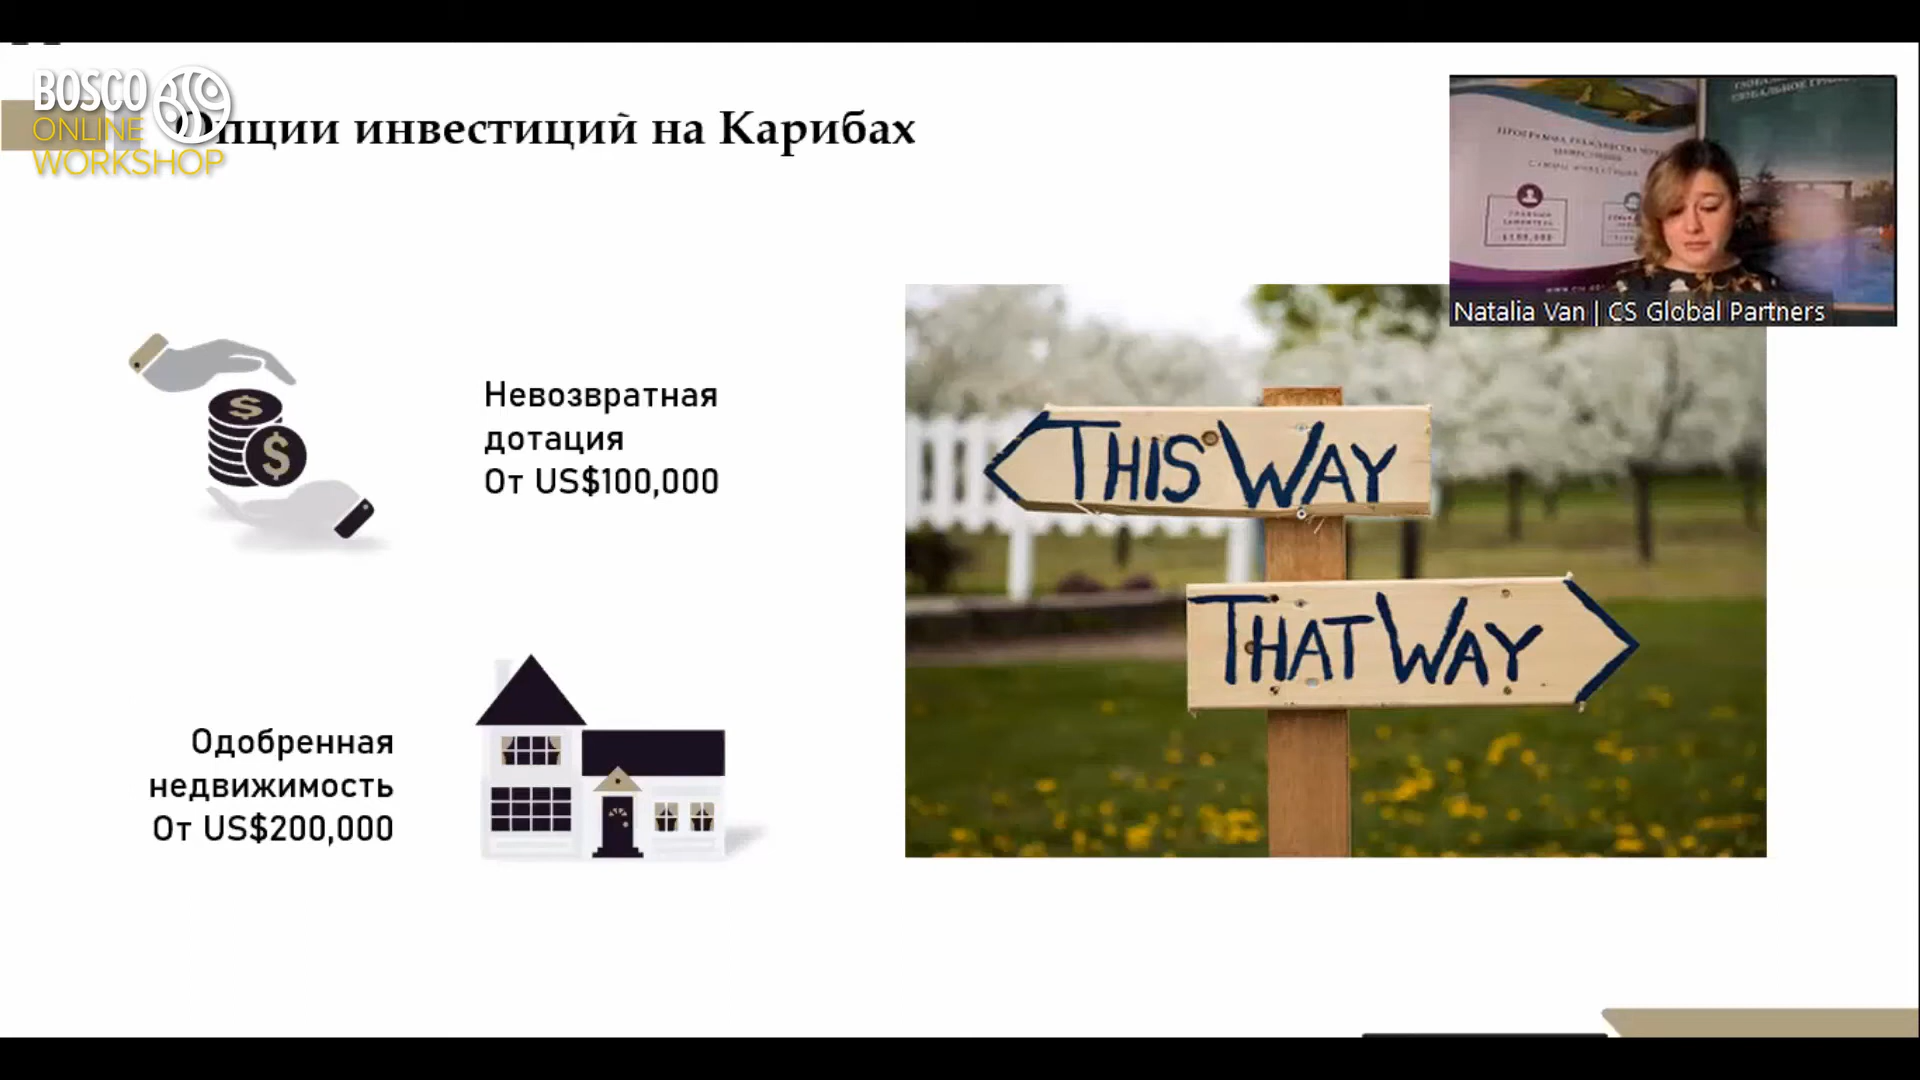 BOSCO
ONLINE
WORKSHOP
Опции инвестиций на Карибах
Невозвратная
дотация
От US$100,000
Одобренная
недвижимость
От US$200,000
THIS WAY
THAT WAY
Natalia Van | CS Global Partners